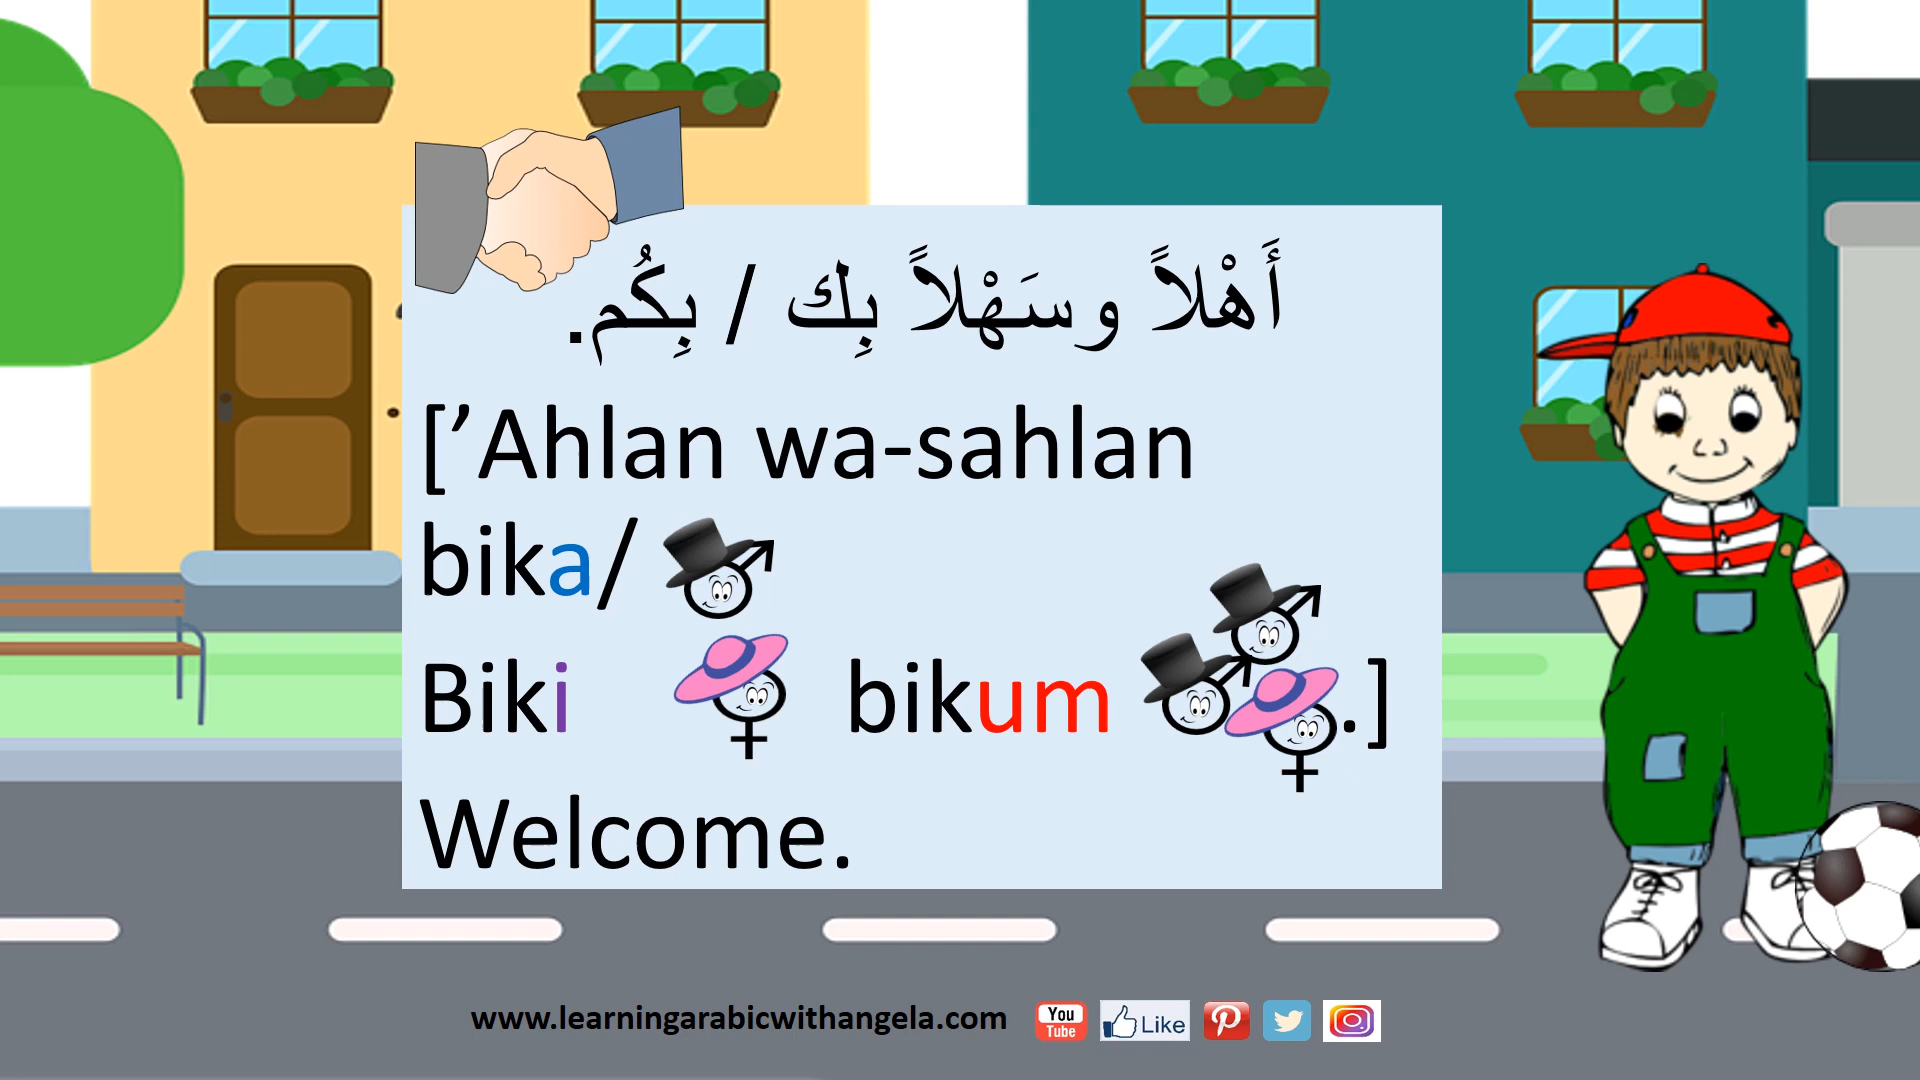 أَهْلاً وسَهْلاً بِك / بِكُم.
[’Ahlan wa-sahlan
bika/
Biki bikum .]
Welcome.
www.learningarabicwithangela.com You Tube Like